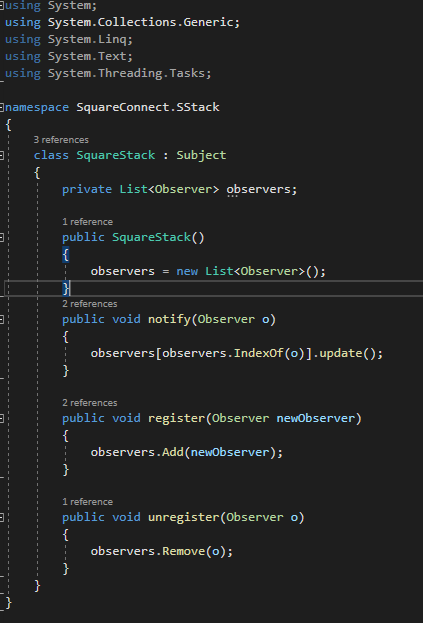 using System;
using System.Collections.Generic;
using System.Linq;
using System.Text;
using System.Threading.Tasks;
namespace SquareConnect.SStack
{
3 references
class SquareStack : Subject
{
private List<Observer> observers;
1 reference
public SquareStack()
{
observers = new List<Observer>();
}
2 references
public void notify(Observer o)
{
observers[observers.IndexOf(o)].update();
}
2 references
public void register(Observer newObserver)
{
observers.Add(newObserver);
}
1 reference
public void unregister(Observer o)
{
observers.Remove(o);
}
}
}